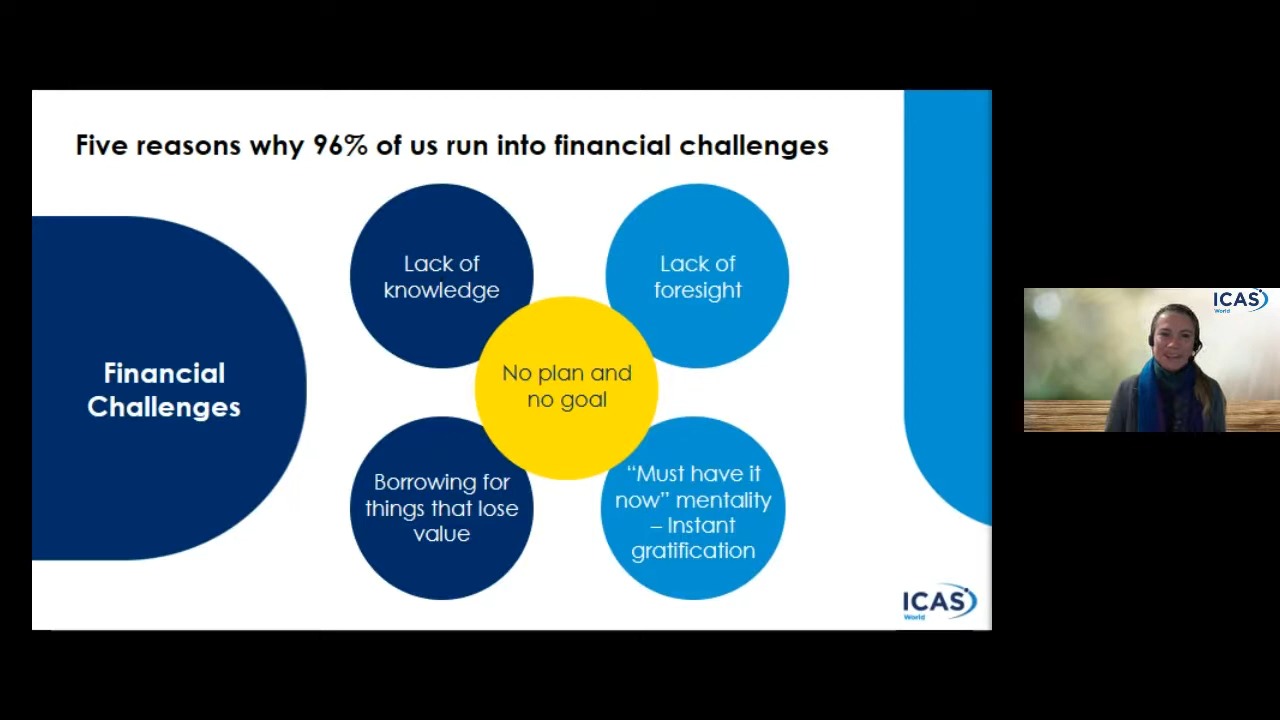 Five reasons why 96% of us run into financial challenges
Financial
Challenges
Lack of
knowledge
Lack of
foresight
No plan and
no goal
Borrowing for
things that lose
value
“Must have it
now” mentality
– Instant
gratification
ICAS
World
ICAS
World